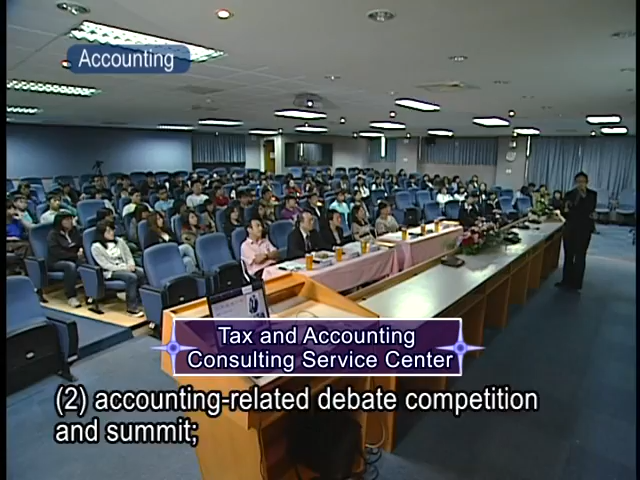 Accounting
Tax and Accounting
Consulting Service Center
(2) accounting-related debate competition
and summit;